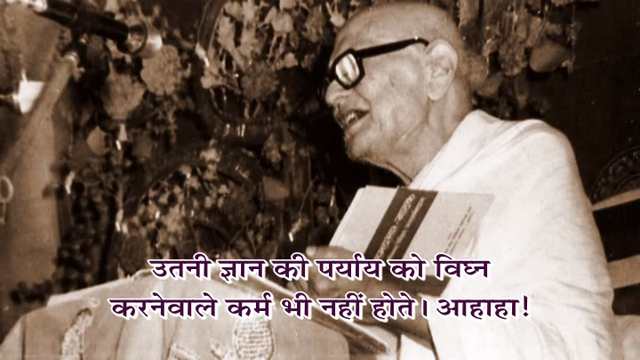 उतनी ज्ञान की पर्याय को विघ्न
करनेवाले कर्म भी नहीं होते। आहाहा!